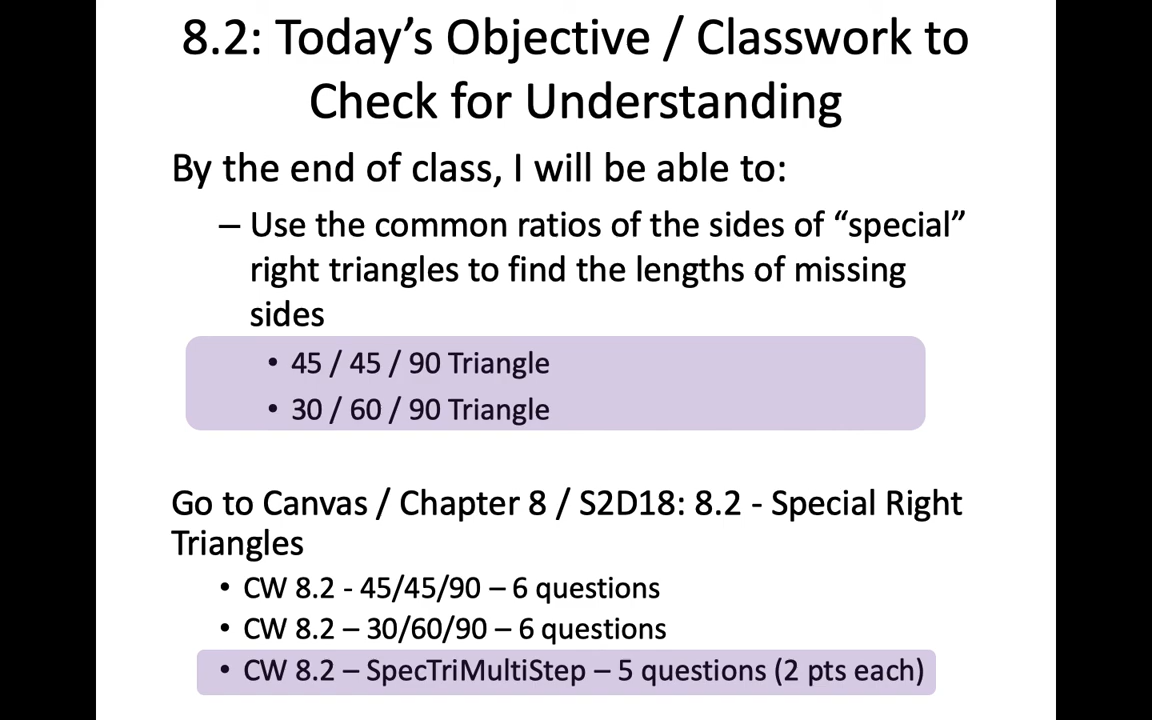 8.2: Today’s Objective / Classwork to
Check for Understanding
By the end of class, I will be able to:
– Use the common ratios of the sides of “special”
right triangles to find the lengths of missing
sides
• 45 / 45 / 90 Triangle
• 30 / 60 / 90 Triangle
Go to Canvas / Chapter 8 / S2D18: 8.2 - Special Right
Triangles
• CW 8.2 - 45/45/90 – 6 questions
• CW 8.2 – 30/60/90 – 6 questions
• CW 8.2 – SpecTriMultiStep – 5 questions (2 pts each)